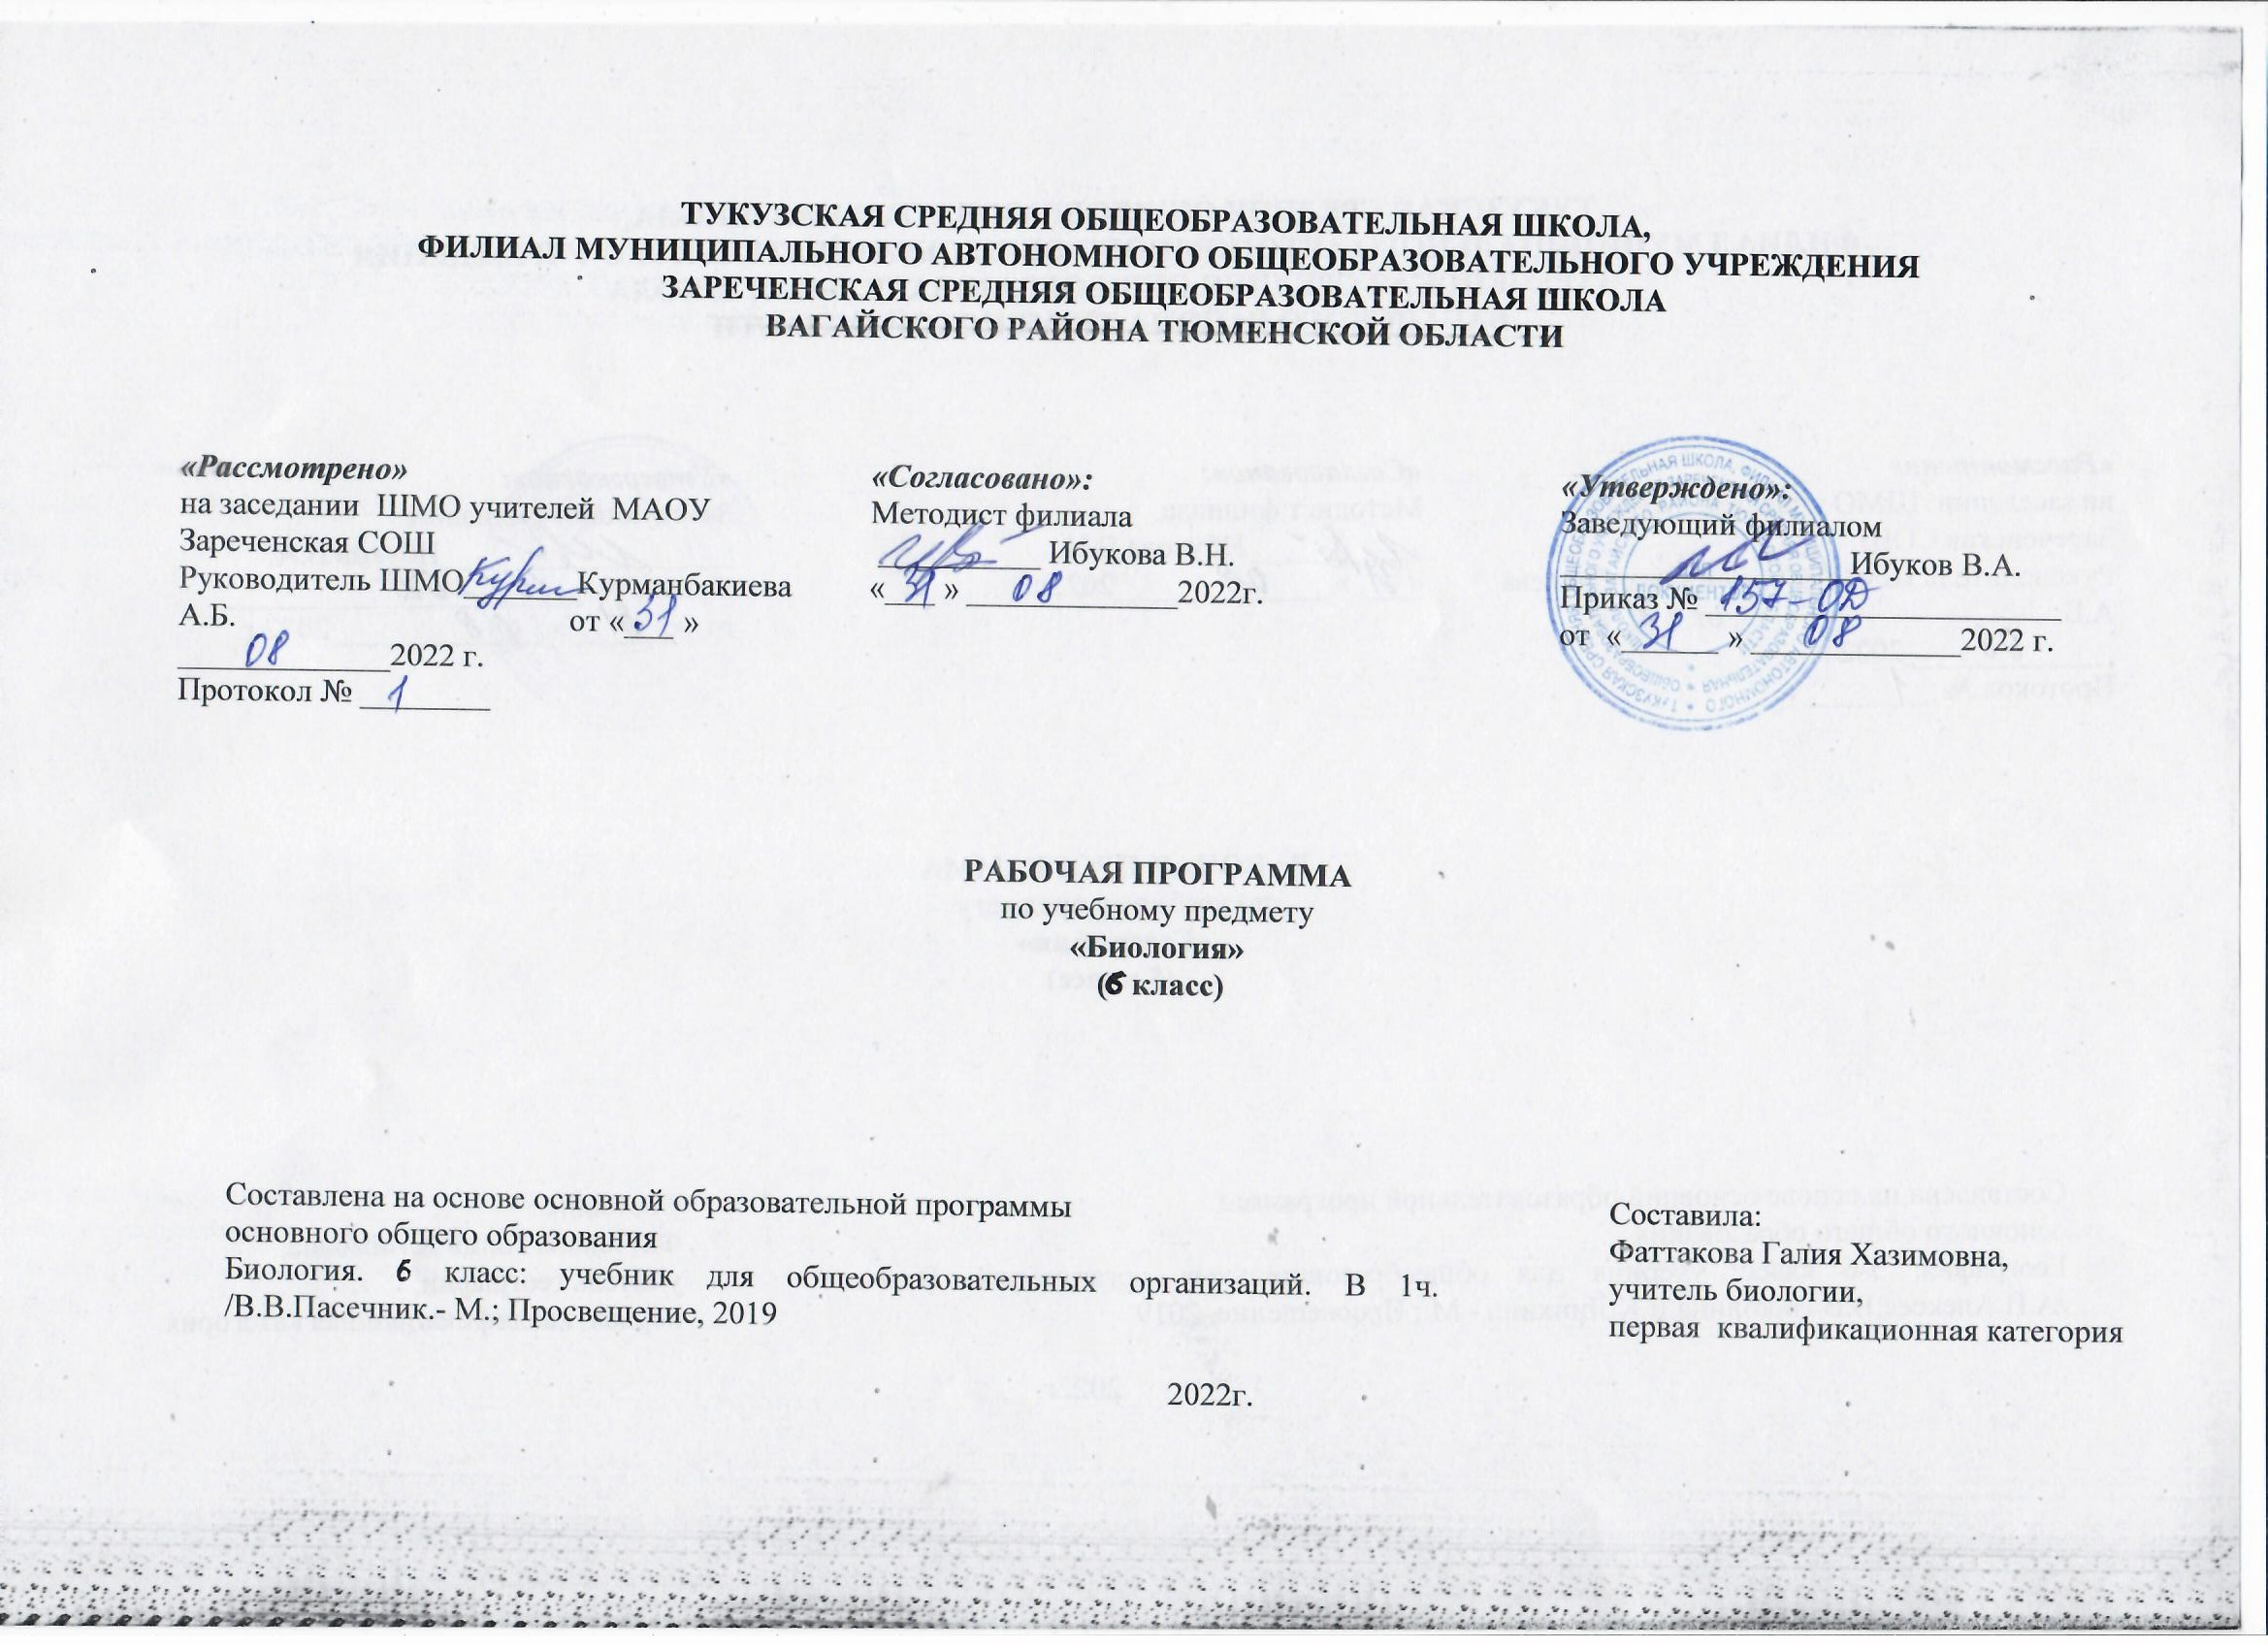 ТУКУЗСКАЯ СРЕДНЯЯ ОБЩЕОБРАЗОВАТЕЛЬНАЯ ШКОЛА,
ФИЛИАЛ МУНИЦИПАЛЬНОГО АВТОНОМНОГО ОБЩЕОБРАЗОВАТЕЛЬНОГО УЧРЕЖДЕНИЯ
ЗАРЕЧЕНСКАЯ СРЕДНЯЯ ОБЩЕОБРАЗОВАТЕЛЬНАЯ ШКОЛА
ВАГАЙСКОГО РАЙОНА ТЮМЕНСКОЙ ОБЛАСТИ
«Рассмотрено»
на заседании ШМО учителей МАОУ
Зареченская СОШ
Руководитель ШМО Курманбакиева
А.Б. от « 31 »
08 2022 г.
Протокол № 1
«Согласовано»:
Методист филиала
Ибукова В.Н.
« 31 » 08 2022г.
«Утверждено»:
Заведующий филиалом
Ибуков В.А.
Приказ № 157-ОД
от « 31 » 08 2022 г.
РАБОЧАЯ ПРОГРАММА
по учебному предмету
«Биология»
(6 класс)
Составлена на основе основной образовательной программы
основного общего образования
Биология. 6 класс: учебник для общеобразовательных организаций. В 1ч.
/В.В.Пасечник.- М.; Просвещение, 2019
Составила:
Фаттакова Галия Хазимовна,
учитель биологии,
первая квалификационная категория
2022г.